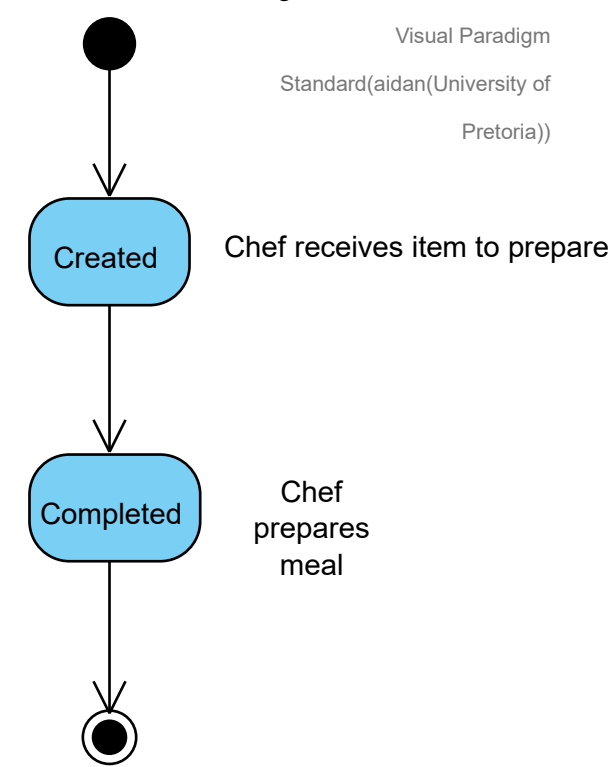 Visual Paradigm
Standard(aidan(University of
Pretoria))
Created
Chef receives item to prepare
Completed
Chef
prepares
meal